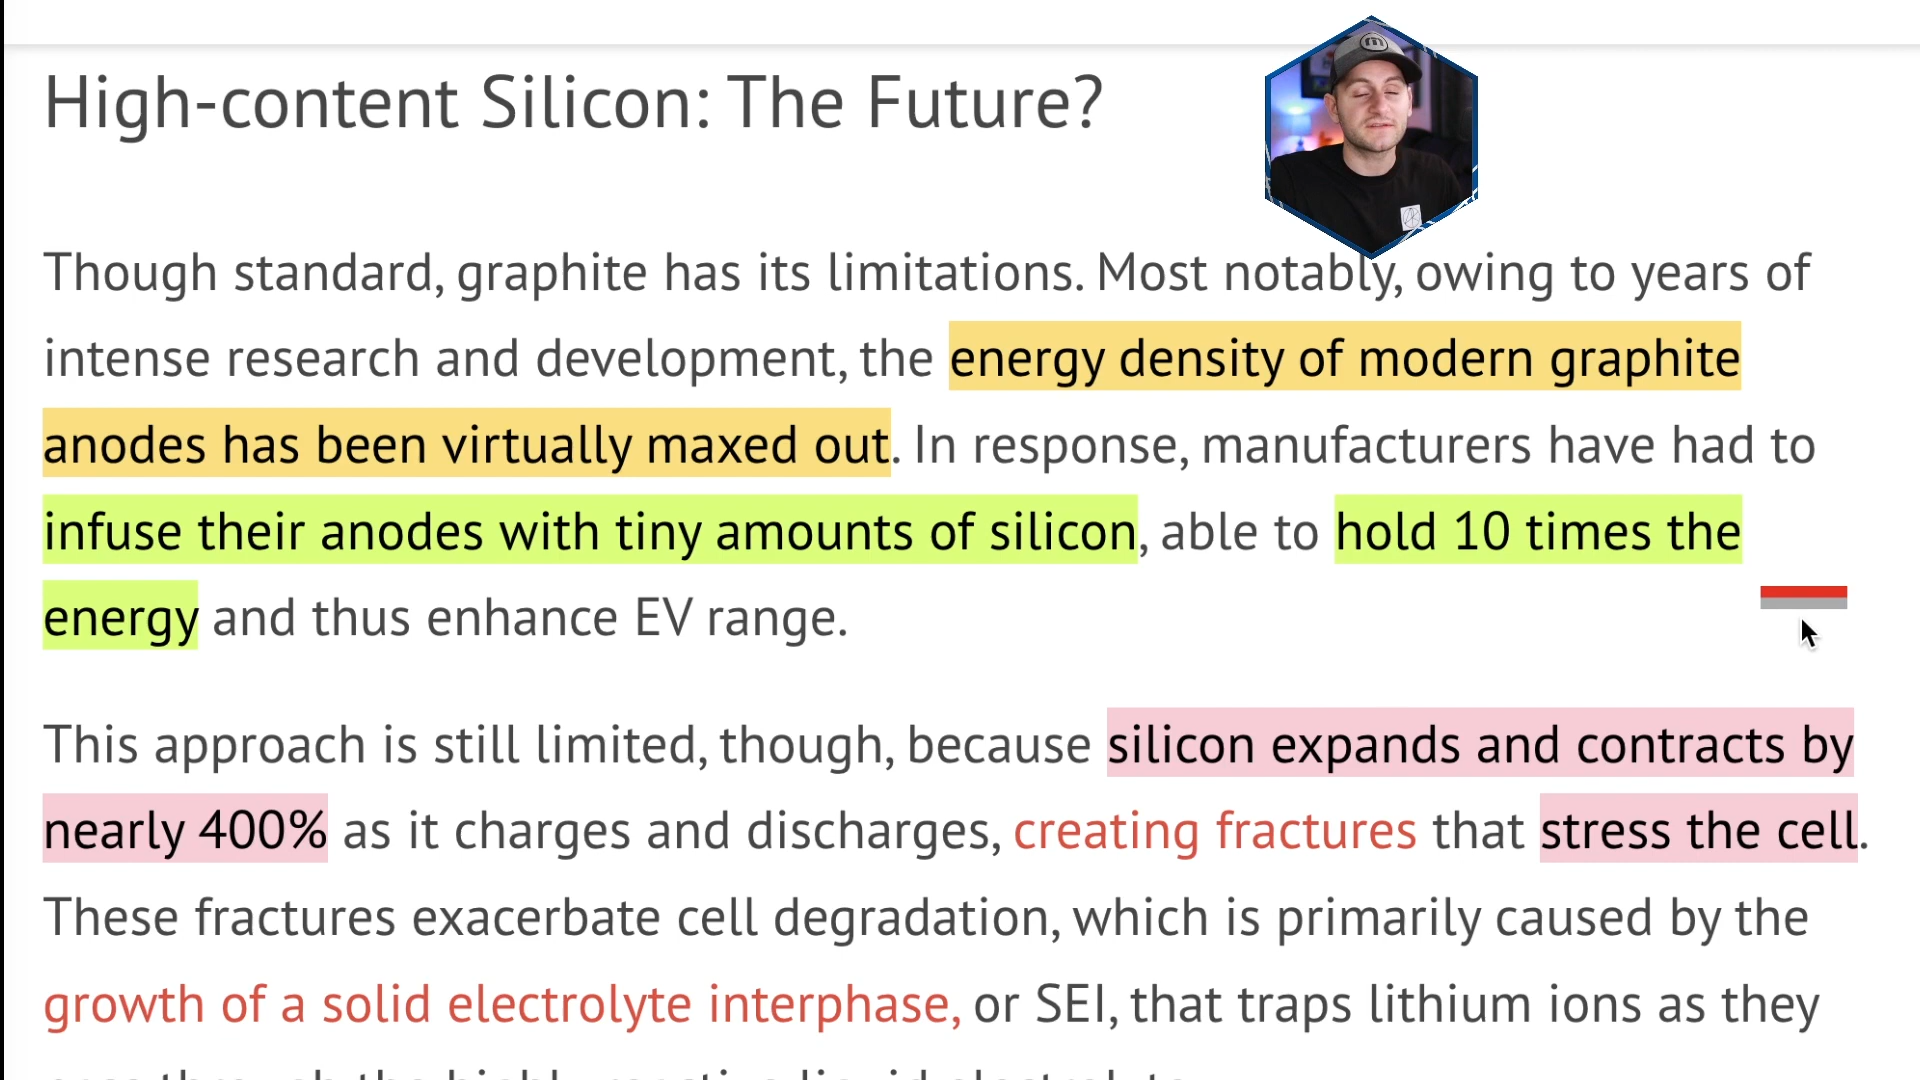 High-content Silicon: The Future?
Though standard, graphite has its limitations. Most notably, owing to years of
intense research and development, the energy density of modern graphite
anodes has been virtually maxed out. In response, manufacturers have had to
infuse their anodes with tiny amounts of silicon, able to hold 10 times the
energy and thus enhance EV range.
This approach is still limited, though, because silicon expands and contracts by
nearly 400% as it charges and discharges, creating fractures that stress the cell.
These fractures exacerbate cell degradation, which is primarily caused by the
growth of a solid electrolyte interphase, or SEI, that traps lithium ions as they